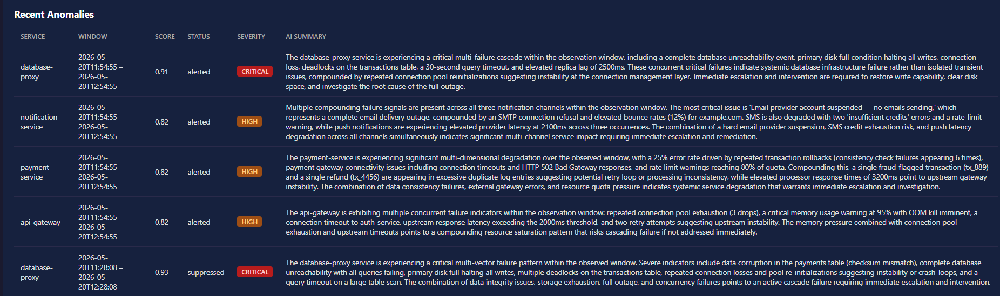 Recent Anomalies
SERVICE WINDOW SCORE STATUS SEVERITY AI SUMMARY
database-
proxy
2026-05-
20T11:54:55 –
2026-05-
20T12:54:55
0.91
alerted
CRITICAL
The database-proxy service is experiencing a critical multi-failure cascade within the observation window, including a complete database unreachability event, primary disk full condition halting all writes, connection
loss, deadlocks on the transactions table, a 30-second query timeout, and elevated replica lag of 2500ms. These concurrent critical failures indicate systemic database infrastructure failure rather than isolated transient
issues, compounded by repeated connection pool reinitializations suggesting instability at the connection management layer. Immediate escalation and intervention are required to restore write capability, clear disk
space, and investigate the root cause of the full outage.
notification-
service
2026-05-
20T11:54:55 –
2026-05-
20T12:54:55
0.82
alerted
HIGH
Multiple compounding failure signals are present across all three notification channels within the observation window. The most critical issue is 'Email provider account suspended — no emails sending,' which
represents a complete email delivery outage, compounded by an SMTP connection refusal and elevated bounce rates (12%) for example.com. SMS is also degraded with two 'insufficient credits' errors and a rate-limit
warning, while push notifications are experiencing elevated provider latency at 2100ms across three occurrences. The combination of a hard email provider suspension, SMS credit exhaustion risk, and push latency
degradation across all channels simultaneously indicates significant multi-channel service impact requiring immediate escalation and remediation.
payment-
service
2026-05-
20T11:54:55 –
2026-05-
20T12:54:55
0.82
alerted
HIGH
The payment-service is experiencing significant multi-dimensional degradation over the observed window, with a 25% error rate driven by repeated transaction rollbacks (consistency check failures appearing 6 times),
payment gateway connectivity issues including connection timeouts and HTTP 502 Bad Gateway responses, and rate limit warnings reaching 80% of quota. Compounding this, a single fraud-flagged transaction (tx_889)
and a single refund (tx_4456) are appearing in excessive duplicate log entries suggesting potential retry loop or processing inconsistency, while elevated processor response times of 3200ms point to upstream gateway
instability. The combination of data consistency failures, external gateway errors, and resource quota pressure indicates systemic service degradation that warrants immediate escalation and investigation.
api-gateway
2026-05-
20T11:54:55 –
2026-05-
20T12:54:55
0.82
alerted
HIGH
The api-gateway is exhibiting multiple concurrent failure indicators within the observation window: repeated connection pool exhaustion (3 drops), a critical memory usage warning at 95% with OOM kill imminent, a
connection timeout to auth-service, upstream response latency exceeding the 2000ms threshold, and two retry attempts suggesting upstream instability. The memory pressure combined with connection pool
exhaustion and upstream timeouts points to a compounding resource saturation pattern that risks cascading failure if not addressed immediately.
database-
proxy
2026-05-
20T11:28:08 –
2026-05-
20T12:28:08
0.93
suppressed
CRITICAL
The database-proxy service is experiencing a critical multi-vector failure pattern within the observed window. Severe indicators include data corruption in the payments table (checksum mismatch), complete database
unreachability with all queries failing, primary disk full halting all writes, multiple deadlocks on the transactions table, repeated connection losses and pool re-initializations suggesting instability or crash-loops, and a
query timeout on a large table scan. The combination of data integrity issues, storage exhaustion, full outage, and concurrency failures points to an active cascade failure requiring immediate escalation and intervention.